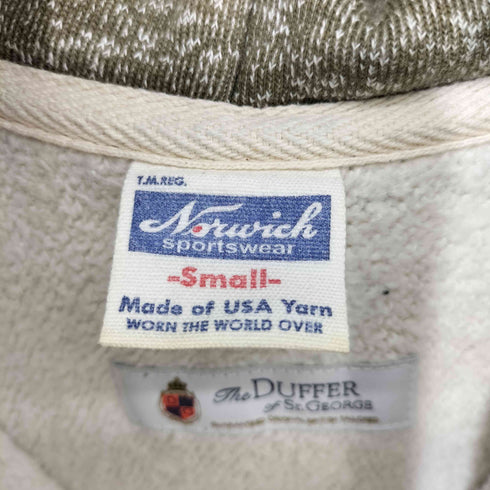 T.M.REG.
Norwich
sportswear
-Small-
Made of USA Yarn
WORN THE WORLD OVER
The DUFFER
of ST. GEORGE